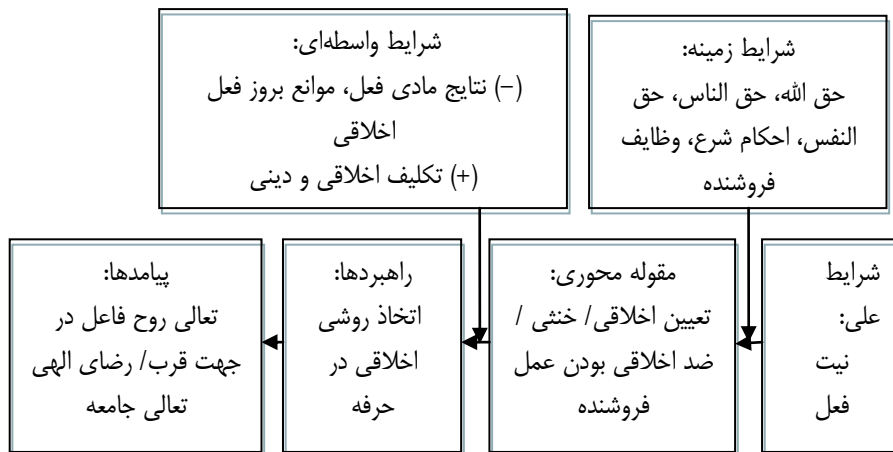 شرایط زمینه:
حق الله، حق الناس، حق
النفس، احکام شرع، وظایف
فروشنده
شرایط واسطه‌ای:
(–) نتایج مادی فعل، موانع بروز فعل
اخلاقی
(+) تکلیف اخلاقی و دینی
شرایط
علی:
نیت
فعل
مقوله محوری:
تعیین اخلاقی/ خنثی /
ضد اخلاقی بودن عمل
فروشنده
راهبردها:
اتخاذ روشی
اخلاقی در
حرفه
پیامدها:
تعالی روح فاعل در
جهت قرب/ رضای الهی
تعالی جامعه